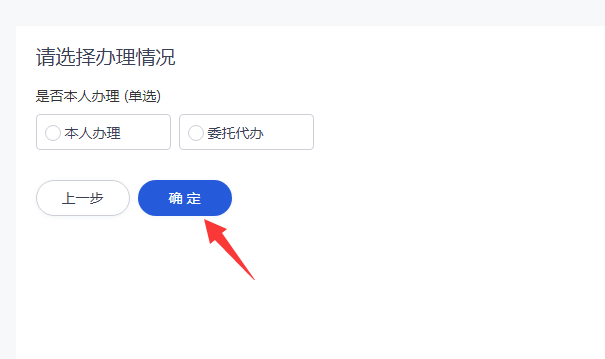 请选择办理情况
是否本人办理 (单选)
本人办理 委托代办
上一步 确 定